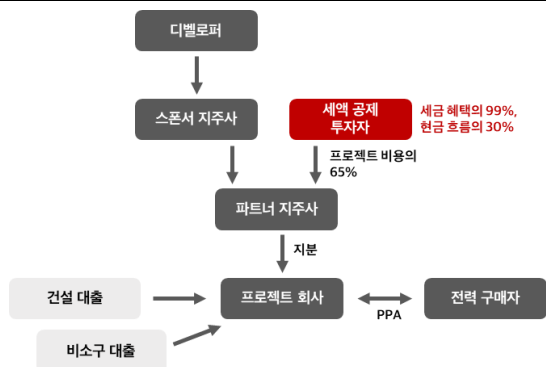 디벨로퍼
스폰서 지주사
세액 공제
투자자
세금 혜택의 99%,
현금 흐름의 30%
프로젝트 비용의
65%
파트너 지주사
지분
건설 대출
프로젝트 회사
전력 구매자
PPA
비소구 대출